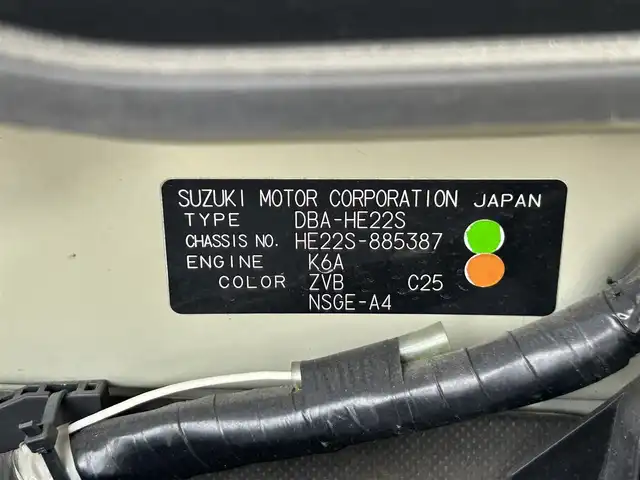 SUZUKI MOTOR CORPORATION JAPAN
TYPE DBA-HE22S
CHASSIS NO. HE22S-885387
ENGINE K6A
COLOR ZVB C25
NSGE-A4